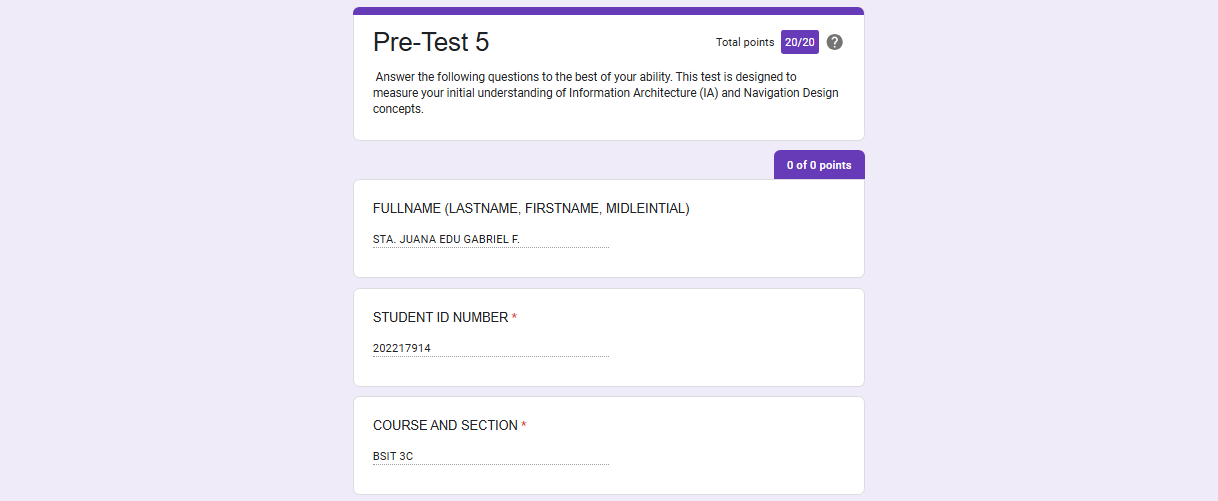 Pre-Test 5
Total points 20/20 ?
Answer the following questions to the best of your ability. This test is designed to
measure your initial understanding of Information Architecture (IA) and Navigation Design
concepts.
0 of 0 points
FULLNAME (LASTNAME, FIRSTNAME, MIDLEINTIAL)
STA. JUANA EDU GABRIEL F.
STUDENT ID NUMBER *
202217914
COURSE AND SECTION *
BSIT 3C